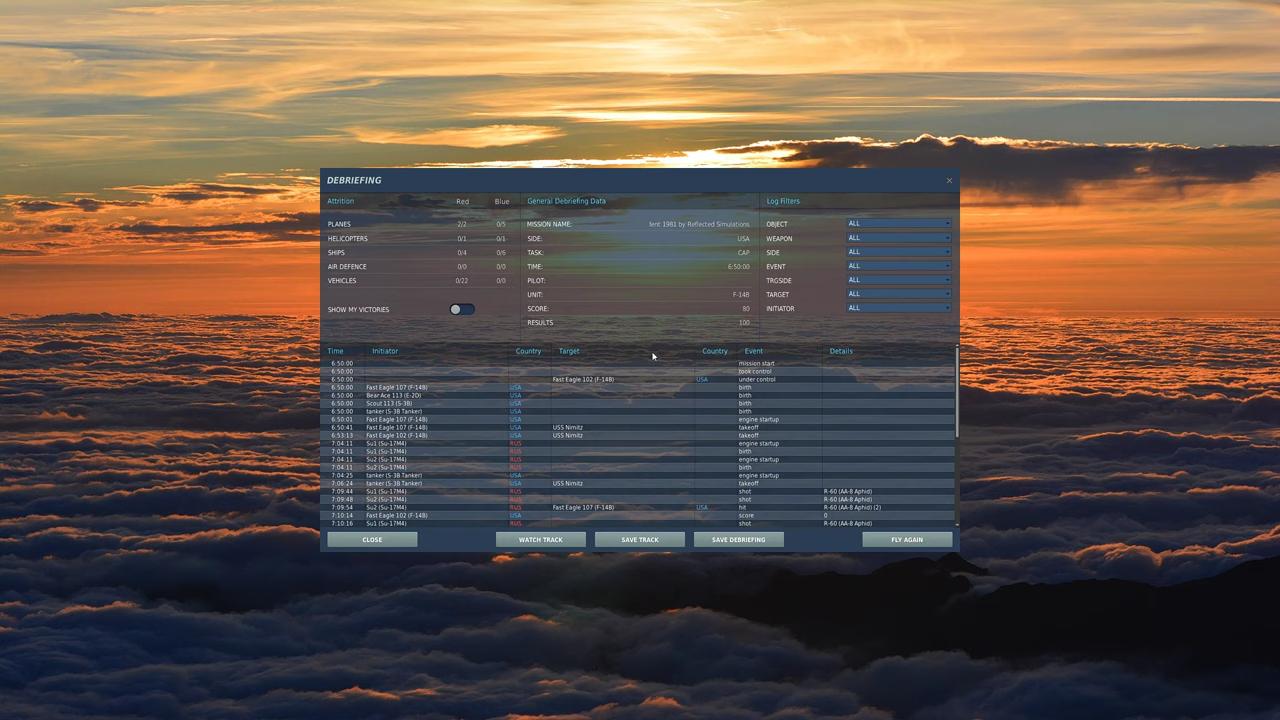 DEBRIEFING ×
Attrition Red Blue General Debriefing Data Log Filters
PLANES 2/2 0/5 MISSION NAME: lent 1981 by Reflected Simulations OBJECT ALL
HELICOPTERS 0/1 0/1 SIDE: USA WEAPON ALL
SHIPS 0/4 0/6 TASK: CAP SIDE ALL
AIR DEFENCE 0/0 0/0 TIME: 6:50:00 EVENT ALL
VEHICLES 0/22 0/0 PILOT: TRGSIDE ALL
UNIT: F-14B TARGET ALL
SHOW MY VICTORIES SCORE: 80 INITIATOR ALL
RESULTS 100
Time Initiator Country Target Country Event Details
6:50:00 mission start
6:50:00 took control
6:50:00 Fast Eagle 102 (F-14B) USA under control
6:50:00 Fast Eagle 107 (F-14B) USA birth
6:50:00 Bear Ace 113 (E-2D) USA birth
6:50:00 Scout 113 (S-3B) USA birth
6:50:00 tanker (S-3B Tanker) USA birth
6:50:01 Fast Eagle 107 (F-14B) USA engine startup
6:50:41 Fast Eagle 107 (F-14B) USA USS Nimitz takeoff
6:53:13 Fast Eagle 102 (F-14B) USA USS Nimitz takeoff
7:04:11 Su1 (Su-17M4) RUS engine startup
7:04:11 Su1 (Su-17M4) RUS birth
7:04:11 Su2 (Su-17M4) RUS engine startup
7:04:11 Su2 (Su-17M4) RUS birth
7:04:25 tanker (S-3B Tanker) USA engine startup
7:06:24 tanker (S-3B Tanker) USA USS Nimitz takeoff
7:09:44 Su1 (Su-17M4) RUS shot R-60 (AA-8 Aphid)
7:09:48 Su2 (Su-17M4) RUS shot R-60 (AA-8 Aphid)
7:09:54 Su2 (Su-17M4) RUS Fast Eagle 107 (F-14B) USA hit R-60 (AA-8 Aphid) (2)
7:10:14 Fast Eagle 102 (F-14B) USA score 0
7:10:16 Su1 (Su-17M4) RUS shot R-60 (AA-8 Aphid)
CLOSE WATCH TRACK SAVE TRACK SAVE DEBRIEFING FLY AGAIN